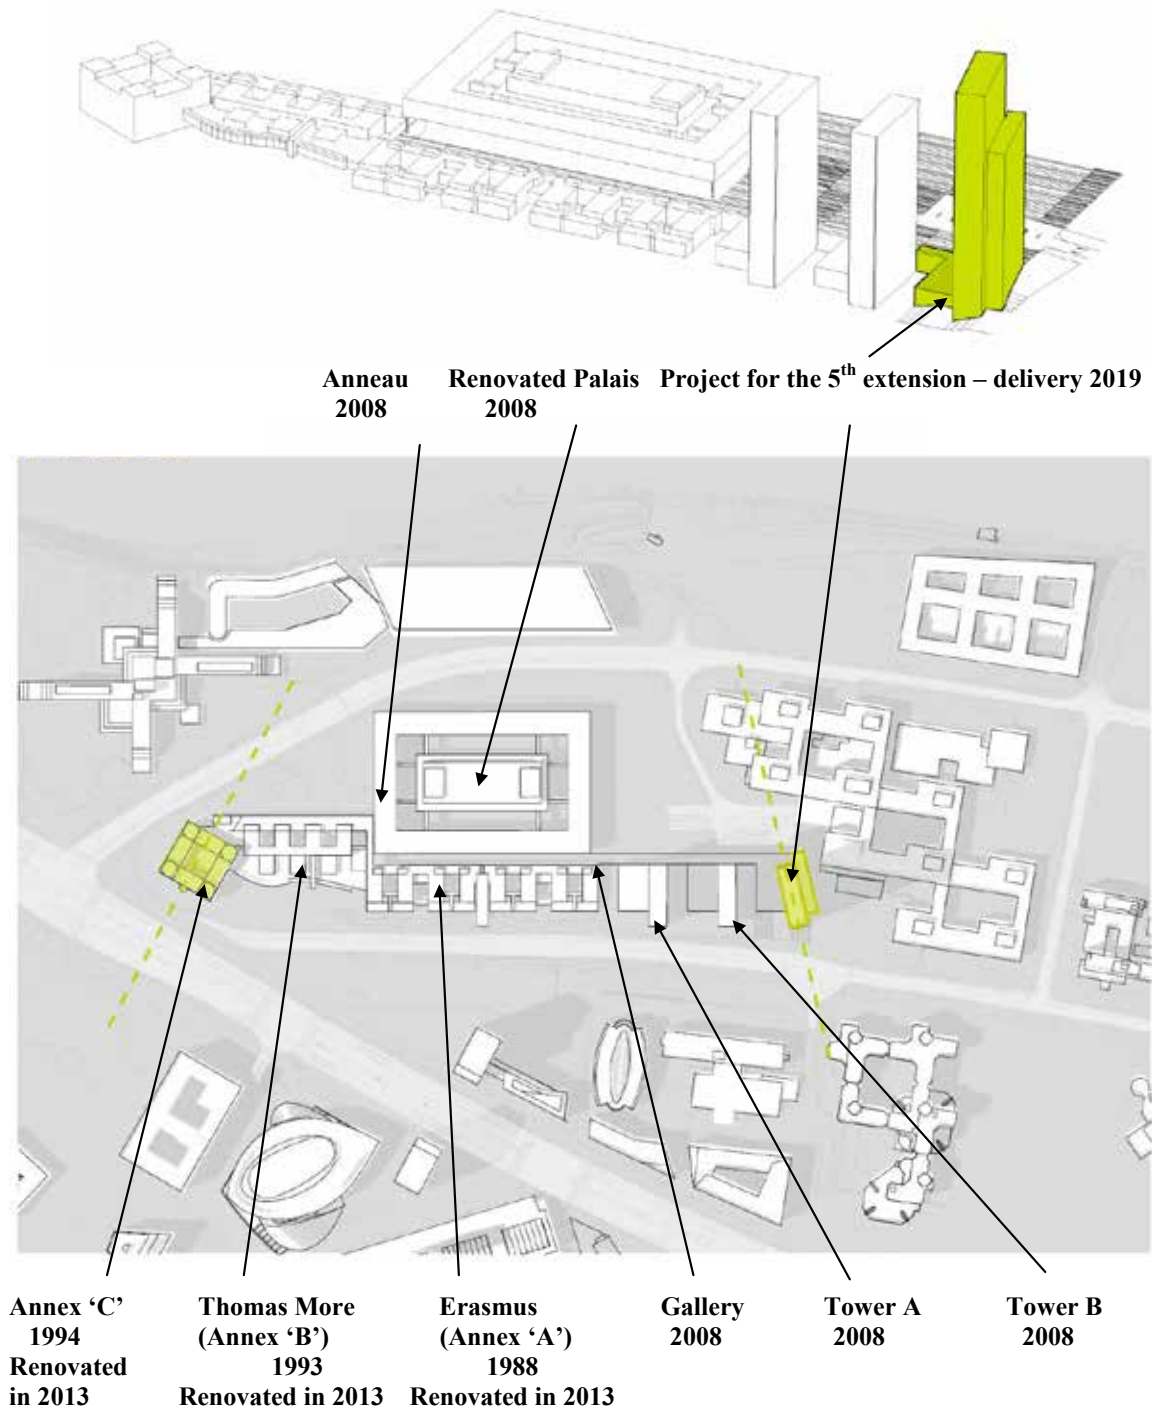 Anneau Renovated Palais Project for the 5th extension – delivery 2019
2008 2008
Annex ‘C’ Thomas More Erasmus Gallery Tower A Tower B
1994 (Annex ‘B’) (Annex ‘A’) 2008 2008 2008
Renovated 1993 1988
in 2013 Renovated in 2013 Renovated in 2013